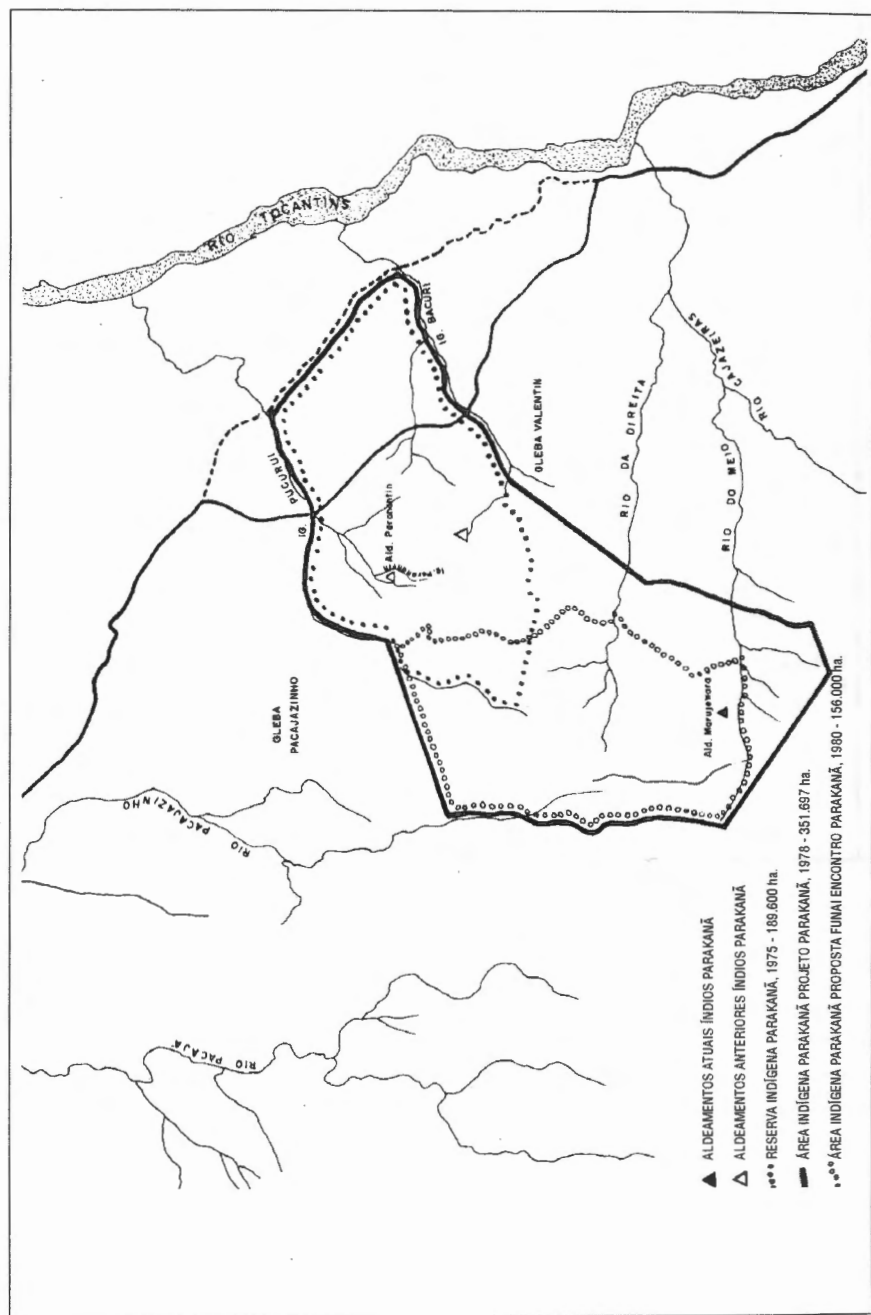 RIO TOCANTINS
IG. PUCURUI
IG. BACURI
Ald. Paranatin
GLEBA VALENTIN
GLEBA
PACAJAZINHO
RIO PACAJAZINHO
RIO PACAJÁ
RIO DA DIREITA
RIO DO MEIO
RIO CAJAZEIRAS
Ald. Marujewara
ALDEAMENTOS ATUAIS ÍNDIOS PARAKANÃ
ALDEAMENTOS ANTERIORES ÍNDIOS PARAKANÃ
RESERVA INDÍGENA PARAKANÃ, 1975 - 189.600 ha.
ÁREA INDÍGENA PARAKANÃ PROJETO PARAKANÃ, 1978 - 351.697 ha.
ÁREA INDÍGENA PARAKANÃ PROPOSTA FUNAI ENCONTRO PARAKANÃ, 1980 - 156.000 ha.